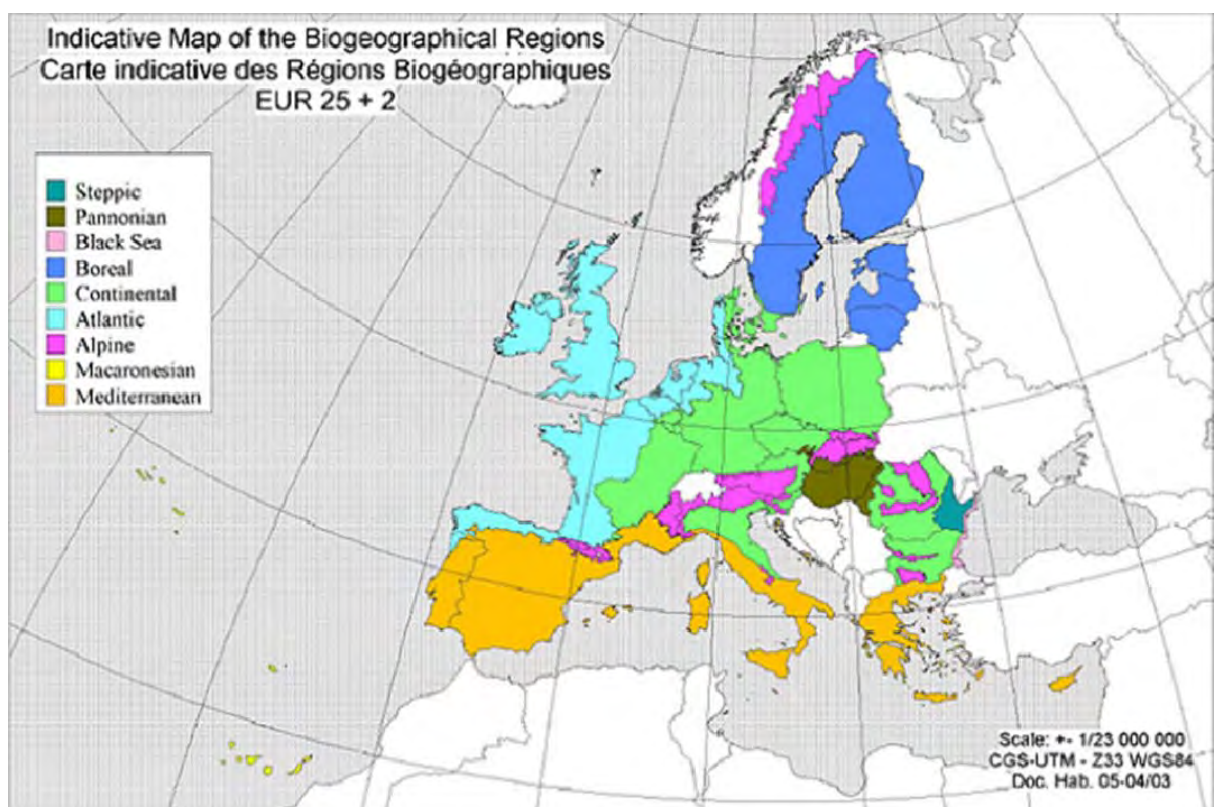 Indicative Map of the Biogeographical Regions
Carte indicative des Régions Biogéographiques
EUR 25 + 2
Steppic
Pannonian
Black Sea
Boreal
Continental
Atlantic
Alpine
Macaronesian
Mediterranean
Scale: +- 1/23 000 000
CGS-UTM - Z33 WGS84
Doc. Hab. 05-04/03